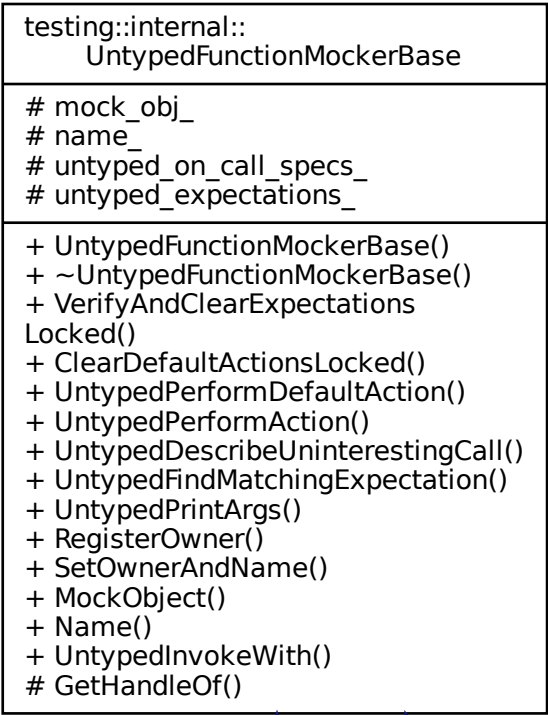 testing::internal::
UntypedFunctionMockerBase
# mock_obj_
# name_
# untyped_on_call_specs_
# untyped_expectations_
+ UntypedFunctionMockerBase()
+ ~UntypedFunctionMockerBase()
+ VerifyAndClearExpectations
Locked()
+ ClearDefaultActionsLocked()
+ UntypedPerformDefaultAction()
+ UntypedPerformAction()
+ UntypedDescribeUninterestingCall()
+ UntypedFindMatchingExpectation()
+ UntypedPrintArgs()
+ RegisterOwner()
+ SetOwnerAndName()
+ MockObject()
+ Name()
+ UntypedInvokeWith()
# GetHandleOf()